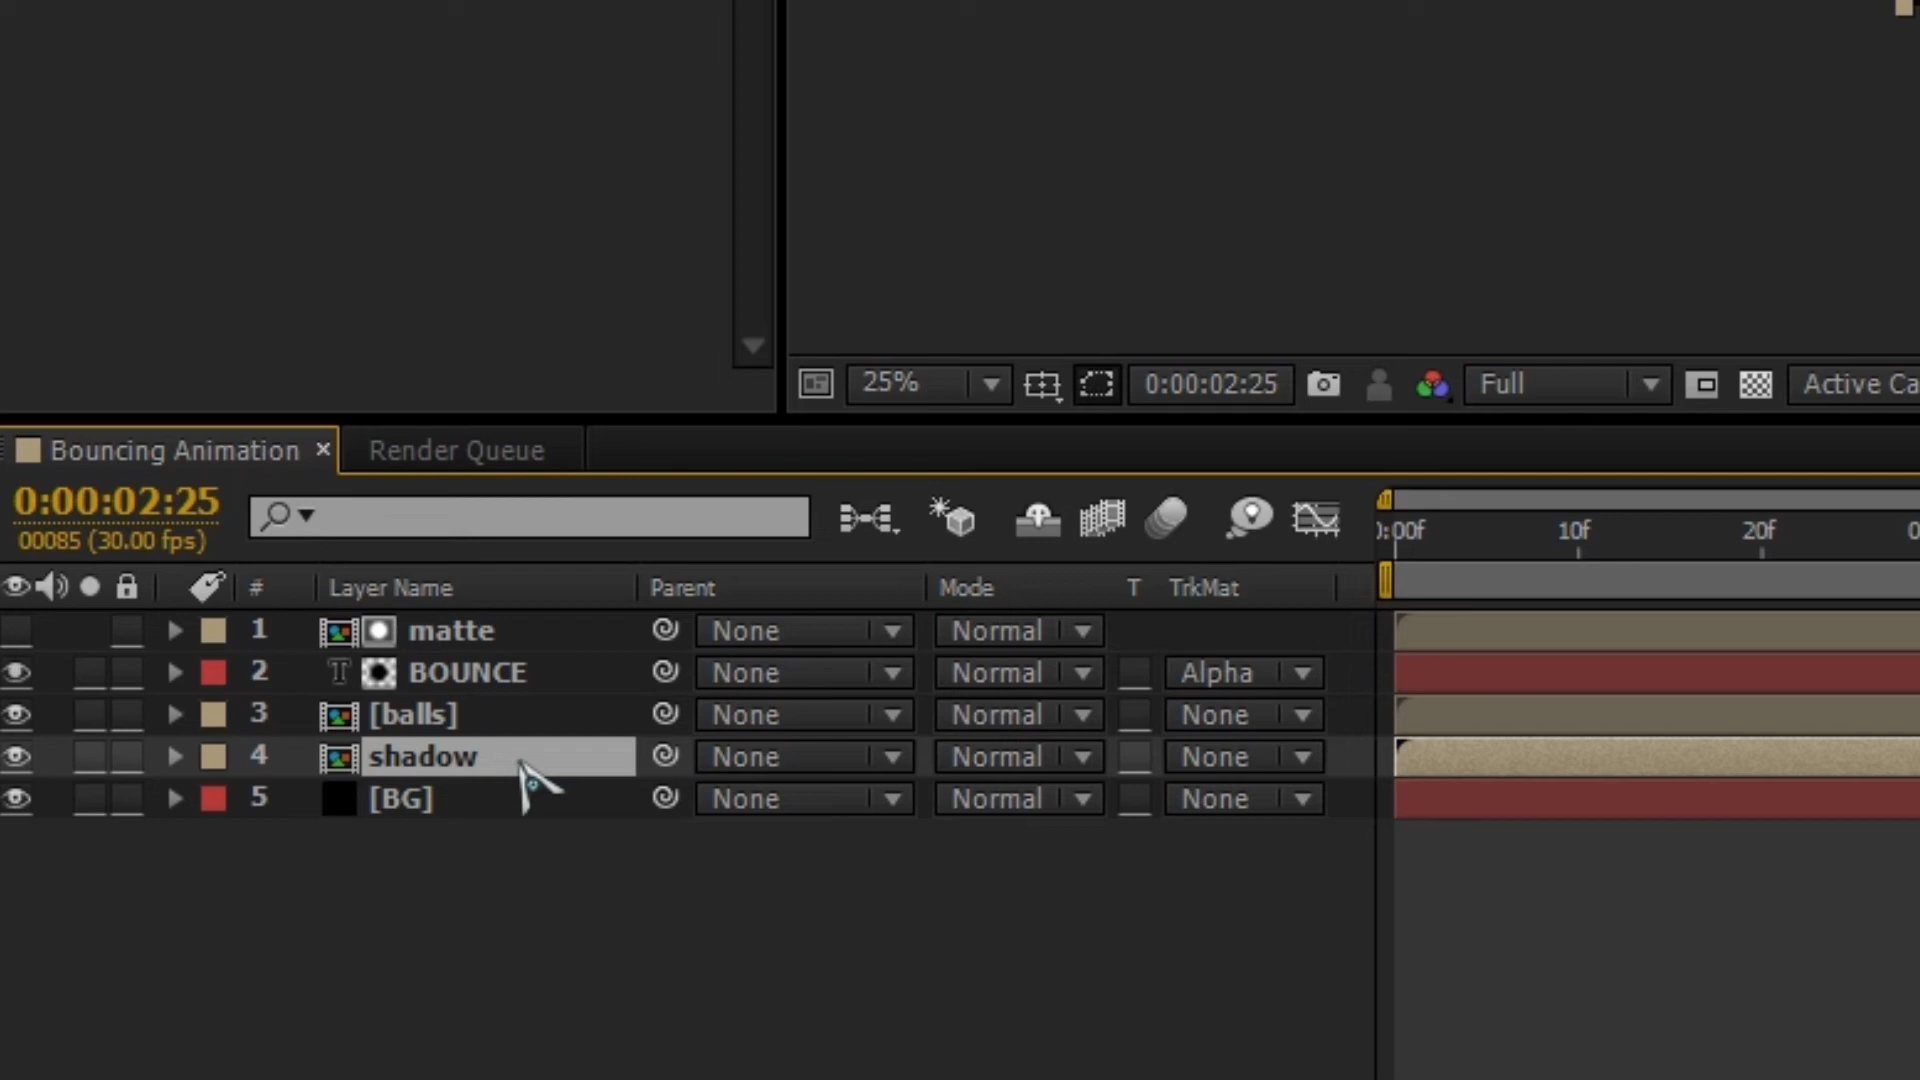 25%
0:00:02:25
Full
Active Ca
Bouncing Animation ×
Render Queue
0:00:02:25
00085 (30.00 fps)
:00f
10f
20f
0
# Layer Name Parent Mode T TrkMat
1 matte None Normal
2 T BOUNCE None Normal Alpha
3 [balls] None Normal None
4 shadow None Normal None
5 [BG] None Normal None